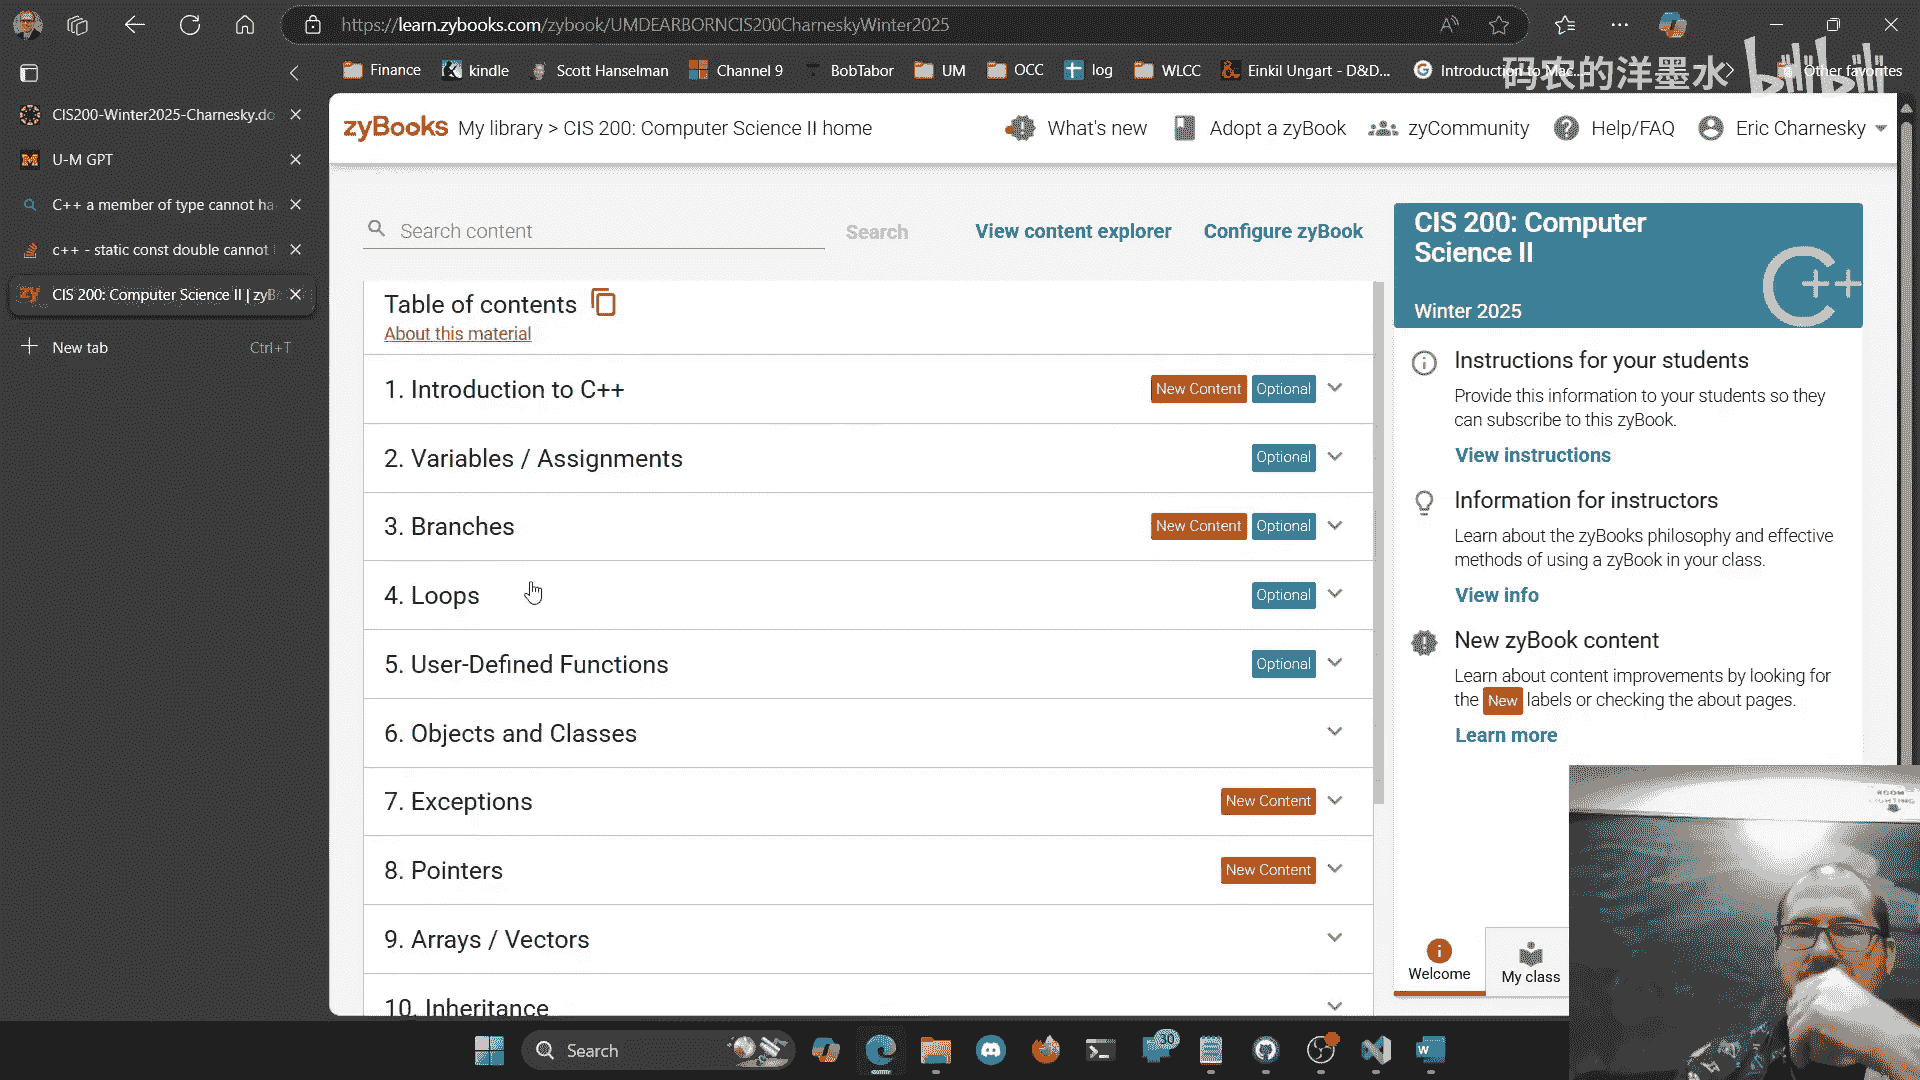 https://learn.zybooks.com/zybook/UMDEARBORNCIS200CharneskyWinter2025
Finance
kindle
Scott Hanselman
Channel 9
BobTabor
UM
OCC
log
WLCC
Einkil Ungart - D&D...
Introduction to Mac...
Other favorites
码农的洋墨水
bilibili
CIS200-Winter2025-Charnesky.do
U-M GPT
C++ a member of type cannot ha
c++ - static const double cannot
CIS 200: Computer Science II | zyB
New tab
Ctrl+T
zyBooks My library > CIS 200: Computer Science II home
What's new
Adopt a zyBook
zyCommunity
Help/FAQ
Eric Charnesky
Search content
Search
View content explorer
Configure zyBook
Table of contents
About this material
1. Introduction to C++
New Content
Optional
2. Variables / Assignments
Optional
3. Branches
New Content
Optional
4. Loops
Optional
5. User-Defined Functions
Optional
6. Objects and Classes
7. Exceptions
New Content
8. Pointers
New Content
9. Arrays / Vectors
10. Inheritance
CIS 200: Computer
Science II
Winter 2025
C++
Instructions for your students
Provide this information to your students so they
can subscribe to this zyBook.
View instructions
Information for instructors
Learn about the zyBooks philosophy and effective
methods of using a zyBook in your class.
View info
New zyBook content
Learn about content improvements by looking for
the New labels or checking the about pages.
Learn more
Welcome
My class
ROOM
LIGHTING
Search
30